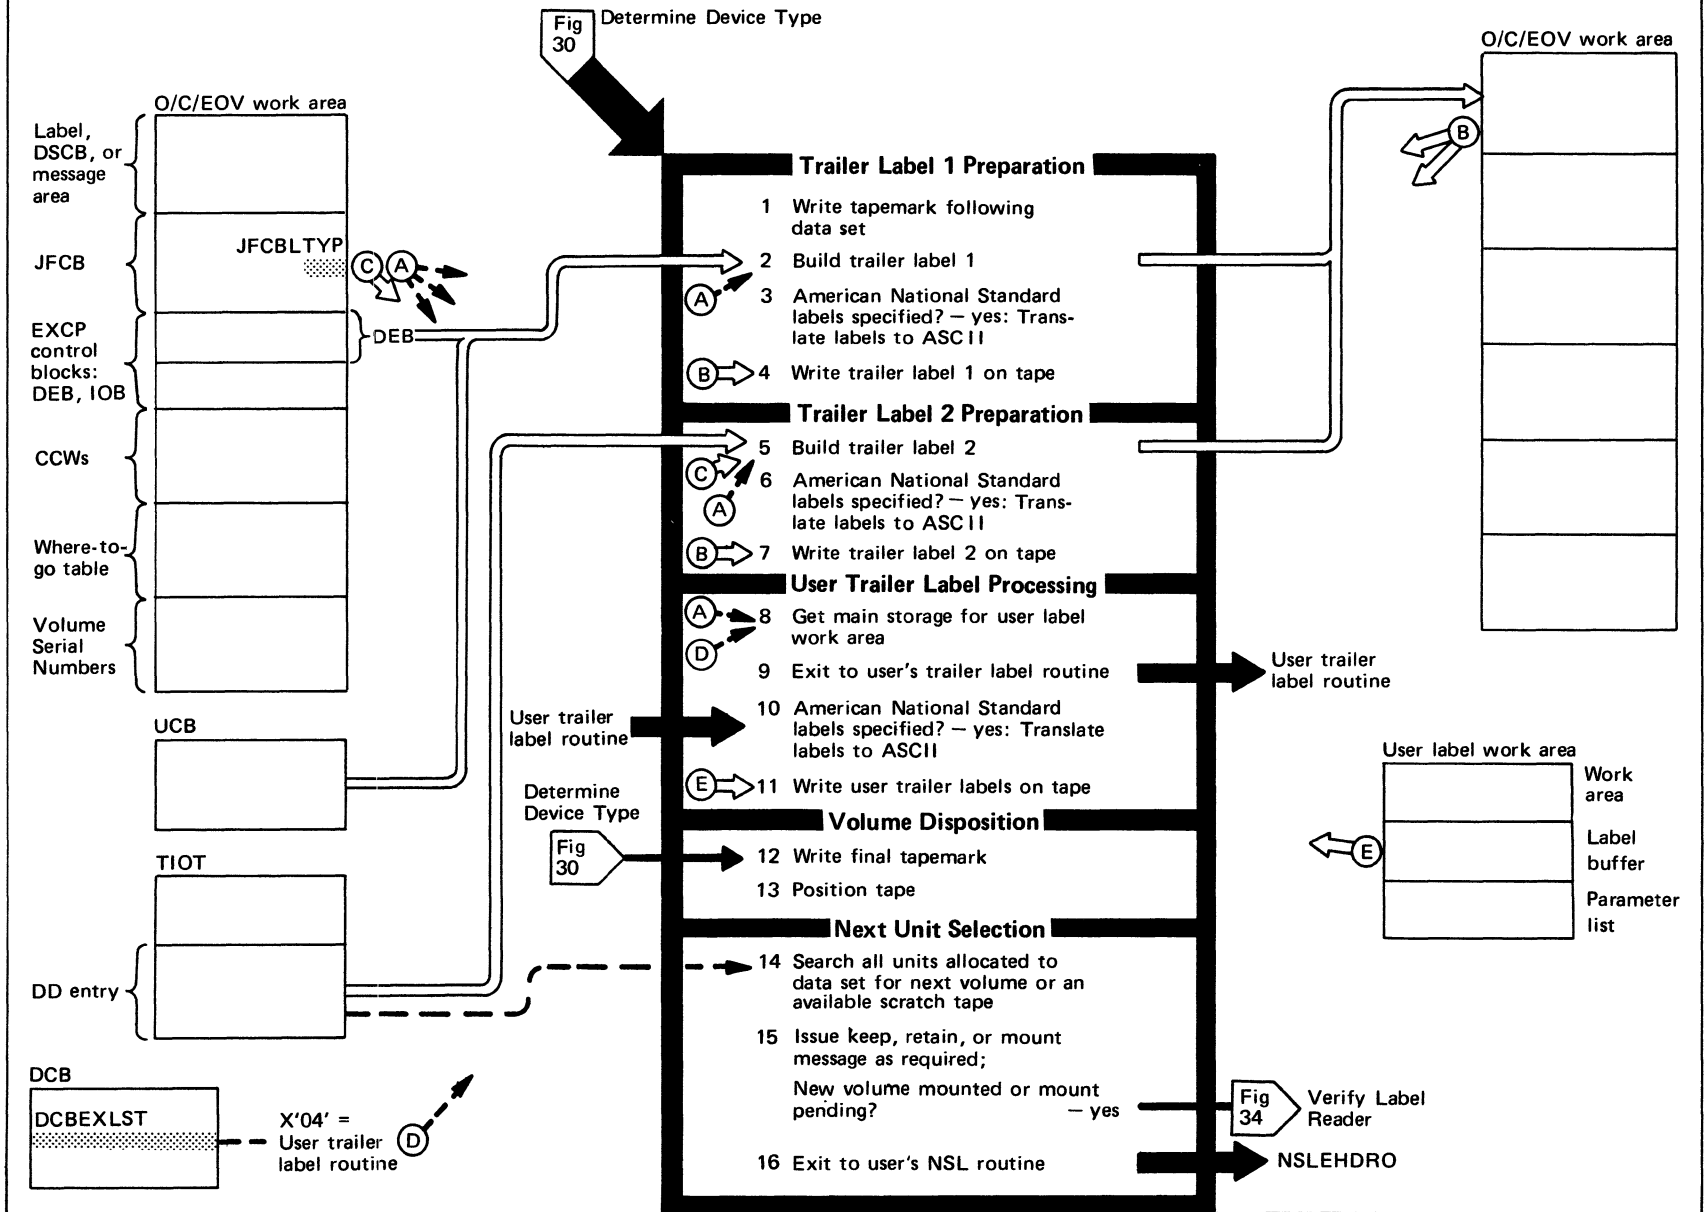 Fig
30
Determine Device Type
O/C/EOV work area
O/C/EOV work area
Label,
DSCB, or
message
area
JFCB
JFCBLTYP
C
A
EXCP
control
blocks:
DEB, IOB
DEB
CCWs
Where-to-
go table
Volume
Serial
Numbers
UCB
TIOT
DD entry
DCB
DCBEXLST
X'04' =
User trailer
label routine
D
Trailer Label 1 Preparation
1 Write tapemark following
data set
2 Build trailer label 1
A
3 American National Standard
labels specified? — yes: Trans-
late labels to ASCII
B
4 Write trailer label 1 on tape
Trailer Label 2 Preparation
5 Build trailer label 2
C
A
6 American National Standard
labels specified? — yes: Trans-
late labels to ASCII
B
7 Write trailer label 2 on tape
User Trailer Label Processing
A
D
8 Get main storage for user label
work area
9 Exit to user's trailer label routine
User trailer
label routine
User trailer
label routine
10 American National Standard
labels specified? — yes: Translate
labels to ASCII
E
11 Write user trailer labels on tape
Determine
Device Type
Fig
30
Volume Disposition
12 Write final tapemark
13 Position tape
Next Unit Selection
14 Search all units allocated to
data set for next volume or an
available scratch tape
15 Issue keep, retain, or mount
message as required;
New volume mounted or mount
pending? — yes
Fig
34
Verify Label
Reader
16 Exit to user's NSL routine
NSLEHDRO
B
User label work area
Work
area
Label
buffer
E
Parameter
list